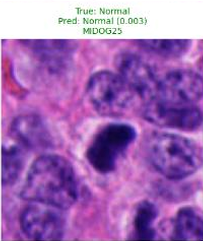 True: Normal
Pred: Normal (0.003)
MIDOG25